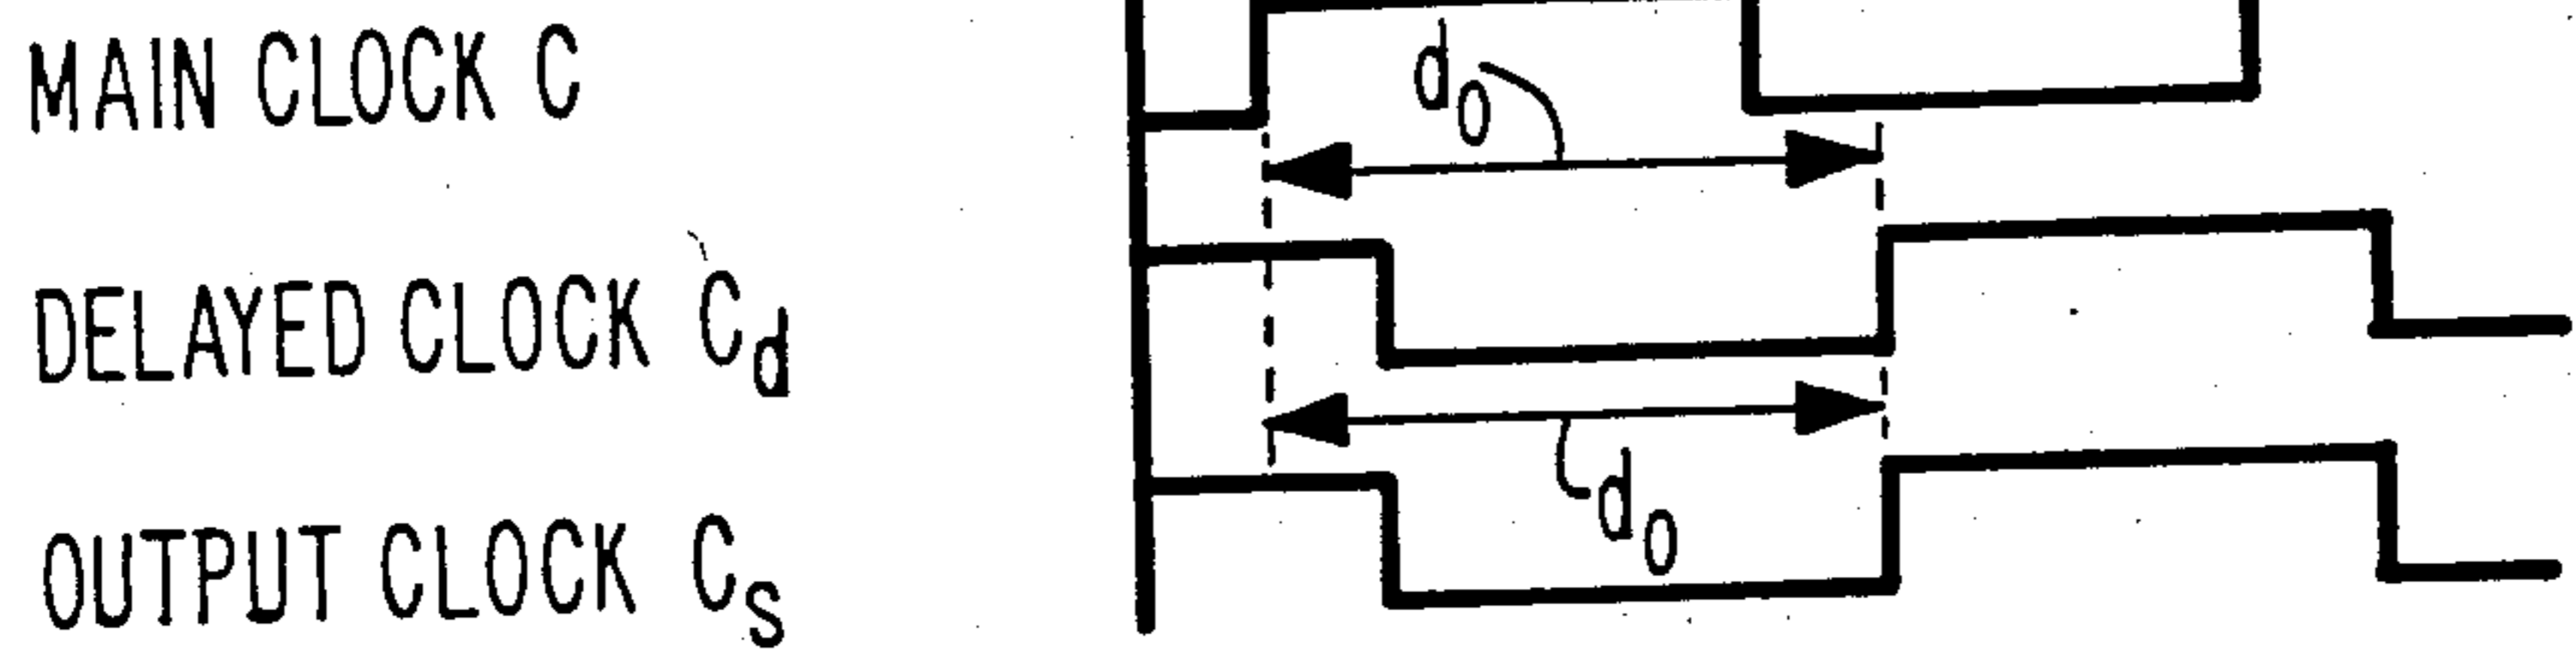 MAIN CLOCK C
d0
DELAYED CLOCK Cd
d0
OUTPUT CLOCK Cs